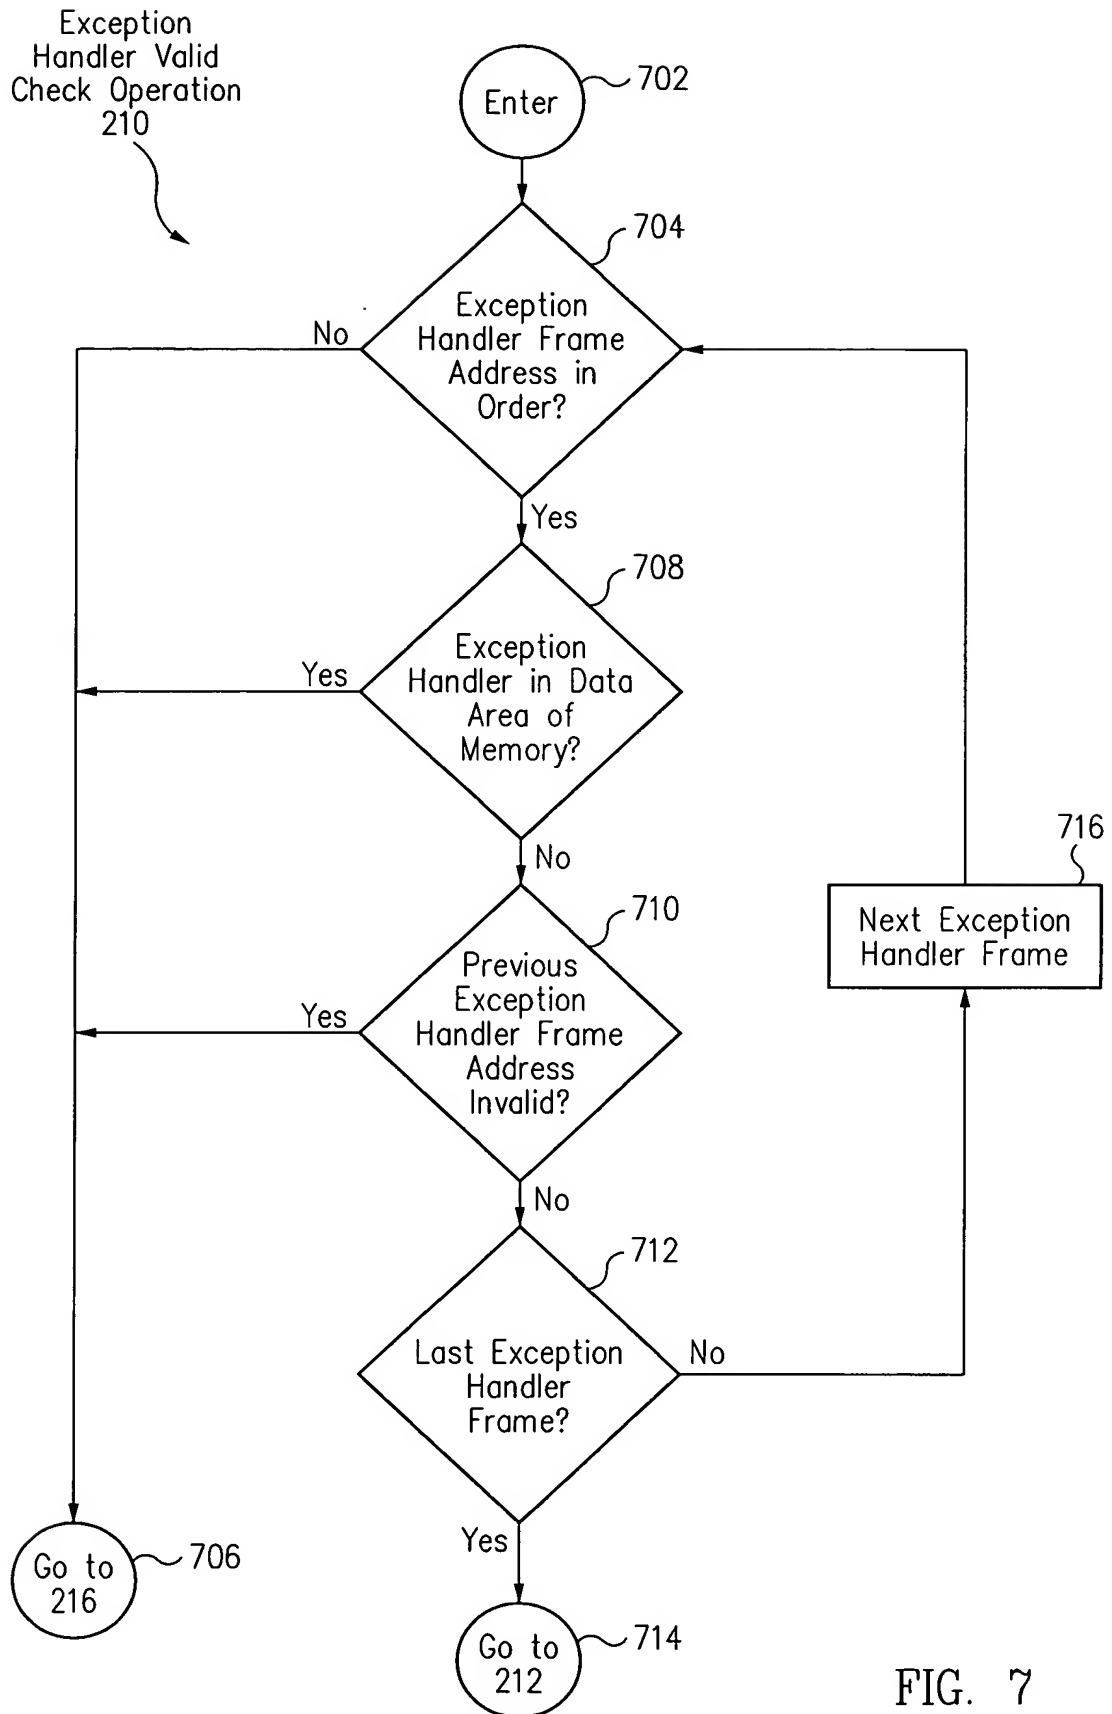 Exception
Handler Valid
Check Operation
210
Enter
702
704
Exception
Handler Frame
Address in
Order?
No
Yes
708
Exception
Handler in Data
Area of
Memory?
Yes
No
716
Next Exception
Handler Frame
710
Previous
Exception
Handler Frame
Address
Invalid?
Yes
No
712
Last Exception
Handler
Frame?
No
Yes
Go to
216
706
Go to
212
714
FIG. 7